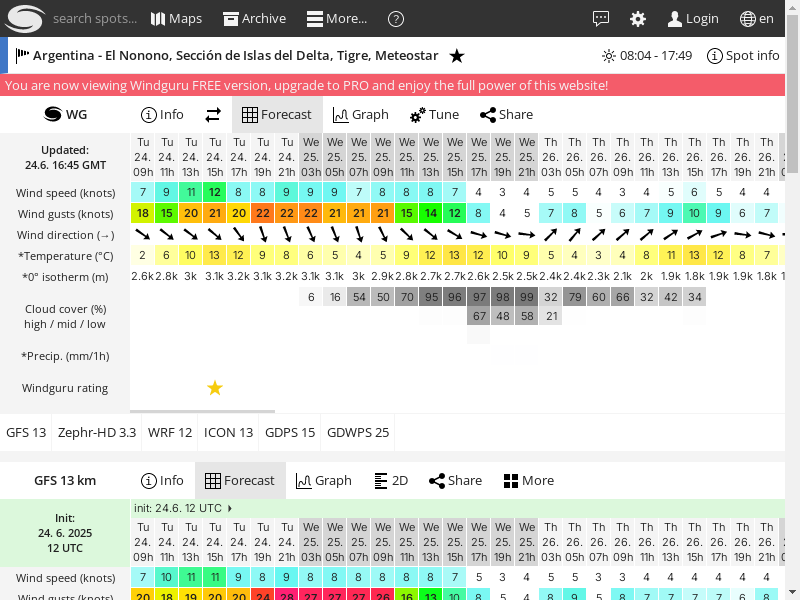 search spots... Maps Archive More... ? Login en
Argentina - El Nonono, Sección de Islas del Delta, Tigre, Meteostar ★ 08:04 - 17:49 Spot info
You are now viewing Windguru FREE version, upgrade to PRO and enjoy the full power of this website!
WG Info Forecast Graph Tune Share
Updated:
24.6. 16:45 GMT
Tu Tu Tu Tu Tu Tu Tu We We We We We We We We We We Th Th Th Th Th Th Th Th Th Th
24. 24. 24. 24. 24. 24. 24. 25. 25. 25. 25. 25. 25. 25. 25. 25. 25. 26. 26. 26. 26. 26. 26. 26. 26. 26. 26.
09h 11h 13h 15h 17h 19h 21h 03h 05h 07h 09h 11h 13h 15h 17h 19h 21h 03h 05h 07h 09h 11h 13h 15h 17h 19h 21h
Wind speed (knots) 7 9 11 12 8 8 9 9 9 7 8 8 8 7 4 3 4 5 5 4 3 4 5 6 5 4 4
Wind gusts (knots) 18 15 20 21 20 22 22 22 21 21 21 15 14 12 8 4 5 7 8 5 6 7 9 10 9 6 7
Wind direction (→)
*Temperature (°C) 2 6 10 13 12 9 8 6 5 4 5 9 12 13 12 10 9 5 4 3 4 8 11 13 12 8 7
*0° isotherm (m) 2.6k 2.8k 3k 3.1k 3.2k 3.1k 3.2k 3.1k 3.1k 3k 2.9k 2.8k 2.7k 2.7k 2.6k 2.5k 2.5k 2.4k 2.4k 2.3k 2.1k 2k 1.9k 1.8k 1.9k 1.9k 1.8k
Cloud cover (%)
high / mid / low
6 16 54 50 70 95 96 97 98 99 32 79 60 66 32 42 34
67 48 58 21
*Precip. (mm/1h)
Windguru rating ★
GFS 13 Zephr-HD 3.3 WRF 12 ICON 13 GDPS 15 GDWPS 25
GFS 13 km Info Forecast Graph 2D Share More
Init:
24. 6. 2025
12 UTC
init: 24.6. 12 UTC
Tu Tu Tu Tu Tu Tu Tu We We We We We We We We We We Th Th Th Th Th Th Th Th Th Th
24. 24. 24. 24. 24. 24. 24. 25. 25. 25. 25. 25. 25. 25. 25. 25. 25. 26. 26. 26. 26. 26. 26. 26. 26. 26. 26.
09h 11h 13h 15h 17h 19h 21h 03h 05h 07h 09h 11h 13h 15h 17h 19h 21h 03h 05h 07h 09h 11h 13h 15h 17h 19h 21h
Wind speed (knots) 7 10 11 11 9 8 9 8 8 8 8 8 8 7 5 3 4 5 4 3 3 4 4 4 4 4 4
Wind gusts (knots) 20 18 19 20 20 24 28 27 27 27 26 16 13 10 8 5 4 8 9 5 8 7 7 7 7 6 8